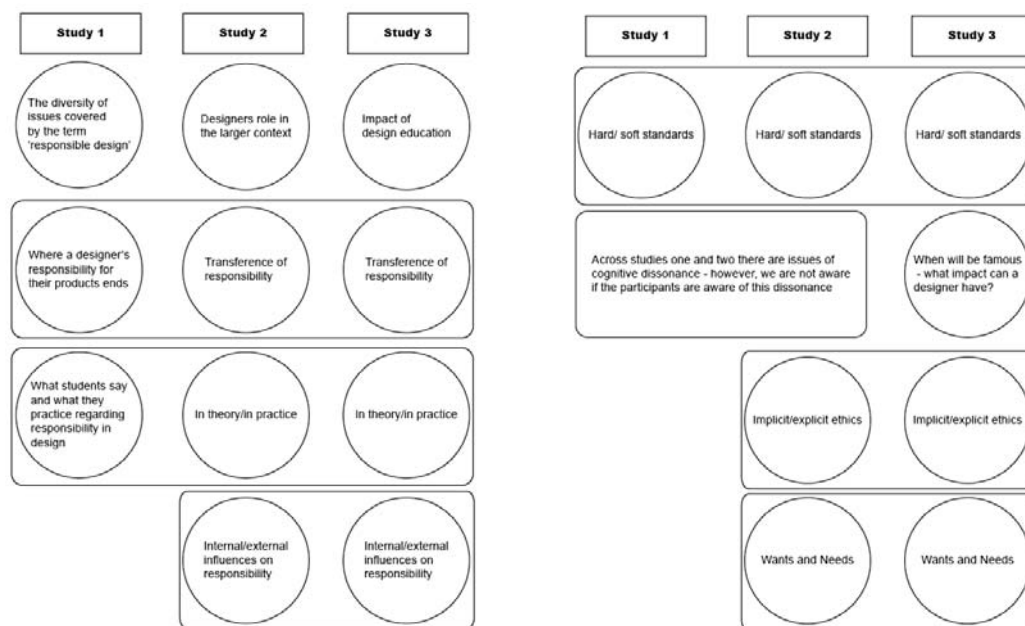 Study 1
Study 2
Study 3
The diversity of
issues covered
by the term
'responsible design'
Designers role in
the larger context
Impact of
design education
Where a designer's
responsibility for
their products ends
Transference of
responsibility
Transference of
responsibility
What students say
and what they
practice regarding
responsibility in
design
In theory/in practice
In theory/in practice
Internal/external
influences on
responsibility
Internal/external
influences on
responsibility
Study 1
Study 2
Study 3
Hard/ soft standards
Hard/ soft standards
Hard/ soft standards
Across studies one and two there are issues of
cognitive dissonance - however, we are not aware
if the participants are aware of this dissonance
When will be famous
- what impact can a
designer have?
Implicit/explicit ethics
Implicit/explicit ethics
Wants and Needs
Wants and Needs